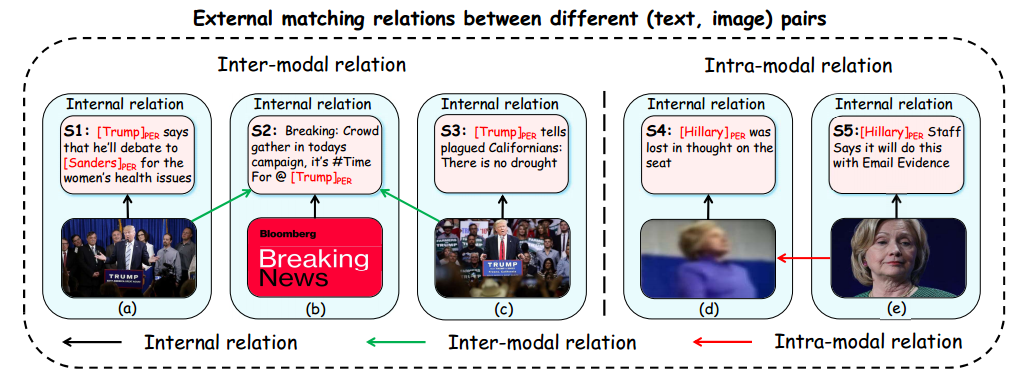 External matching relations between different (text, image) pairs
Inter-modal relation
Intra-modal relation
Internal relation
S1: [Trump]PER says
that he'll debate to
[Sanders]PER for the
women's health issues
TRUMP
(a)
Internal relation
S2: Breaking: Crowd
gather in todays
campaign, it's #Time
For @ [Trump]PER
Bloomberg
Breaking
News
(b)
Internal relation
S3: [Trump]PER tells
plagued Californians:
There is no drought
TRUMP
(c)
Internal relation
S4: [Hillary]PER was
lost in thought on the
seat
(d)
Internal relation
S5:[Hillary]PER Staff
Says it will do this
with Email Evidence
(e)
Internal relation
Inter-modal relation
Intra-modal relation